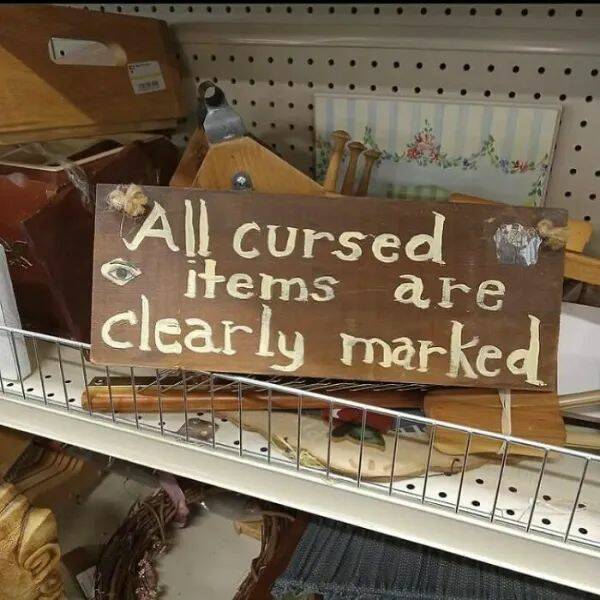 All cursed
items are
clearly marked